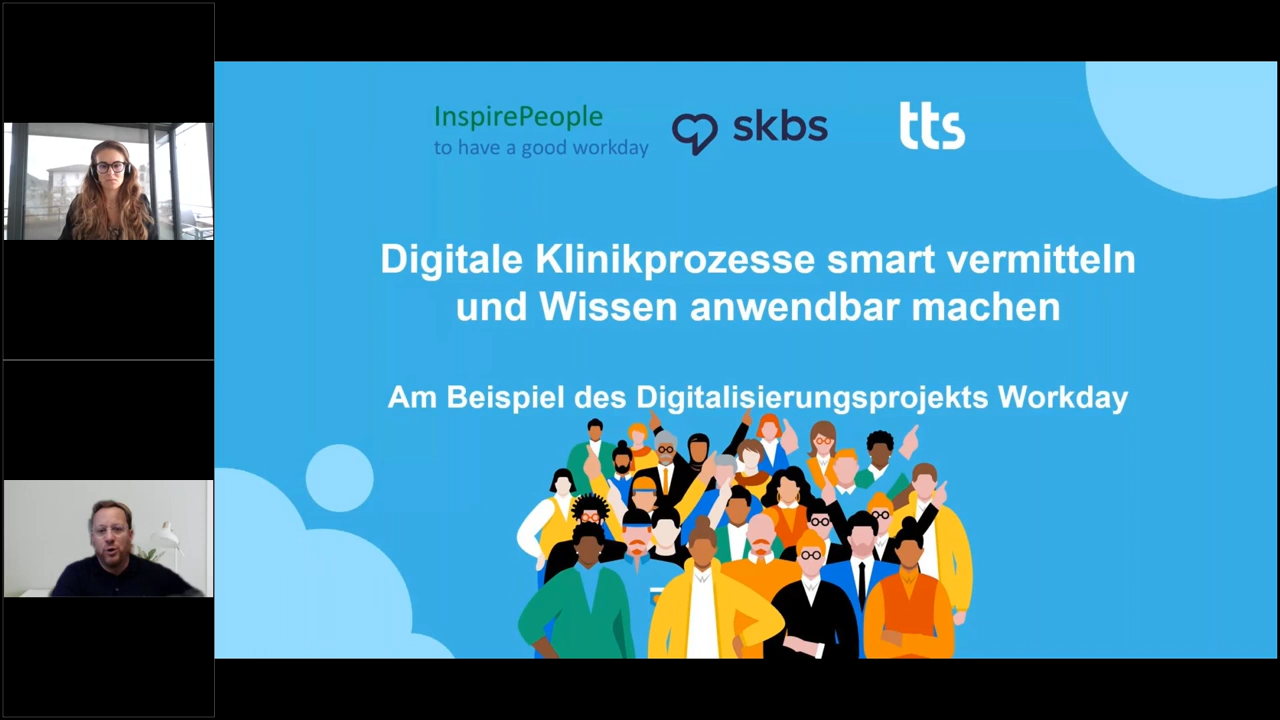 InspirePeople
to have a good workday
skbs
tts
Digitale Klinikprozesse smart vermitteln
und Wissen anwendbar machen
Am Beispiel des Digitalisierungsprojekts Workday